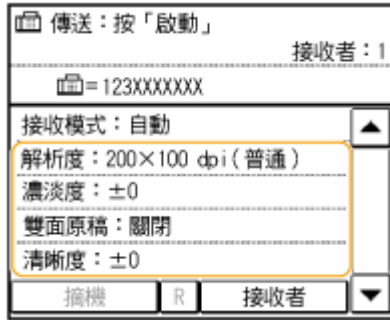 傳送：按「啟動」
接收者：1
=123XXXXXXX
接收模式：自動
解析度：200×100 dpi(普通)
濃淡度：±0
雙面原稿：關閉
清晰度：±0
摘機 R 接收者